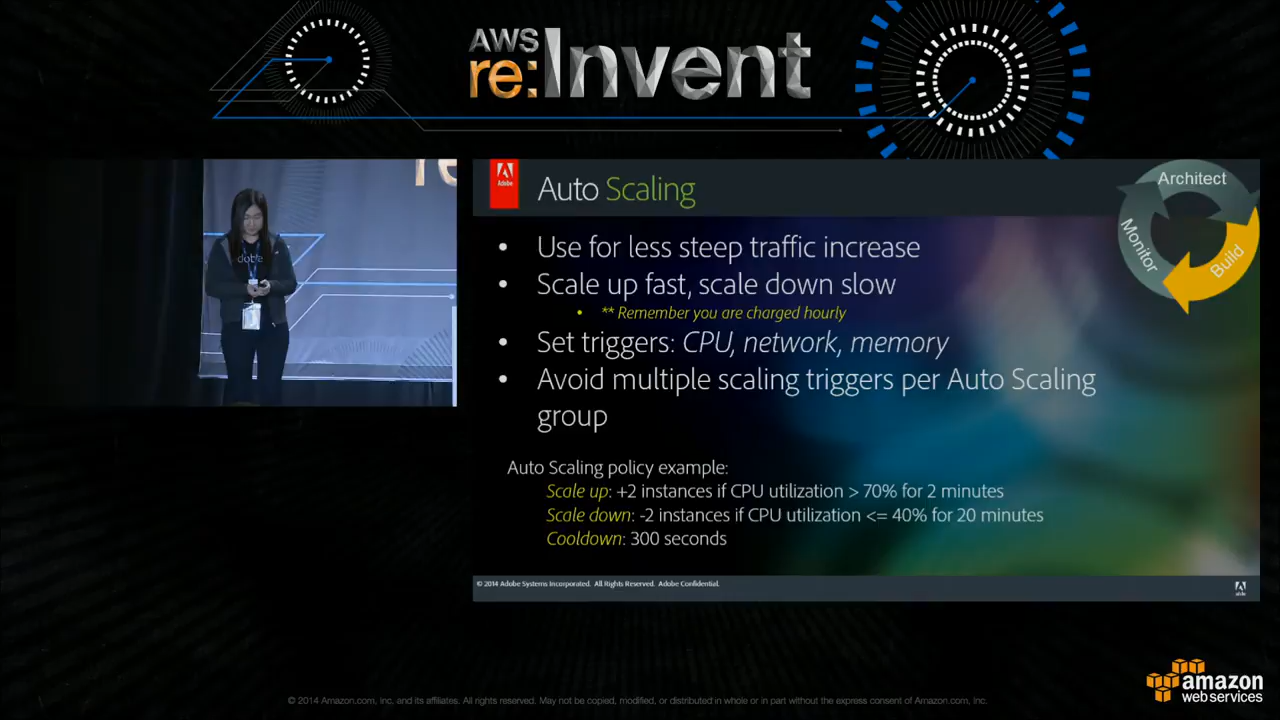 AWS
re:Invent
re
dobe
Adobe
Auto Scaling
Architect
Monitor
Build
• Use for less steep traffic increase
• Scale up fast, scale down slow
• ** Remember you are charged hourly
• Set triggers: CPU, network, memory
• Avoid multiple scaling triggers per Auto Scaling
group
Auto Scaling policy example:
Scale up: +2 instances if CPU utilization > 70% for 2 minutes
Scale down: -2 instances if CPU utilization <= 40% for 20 minutes
Cooldown: 300 seconds
© 2014 Adobe Systems Incorporated. All Rights Reserved. Adobe Confidential.
Adobe
© 2014 Amazon.com, Inc. and its affiliates. All rights reserved. May not be copied, modified, or distributed in whole or in part without the express consent of Amazon.com, Inc.
amazon
web services